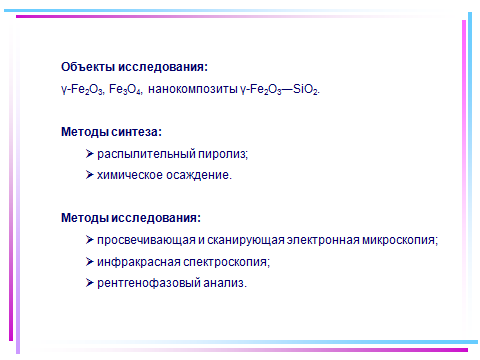 Объекты исследования:
γ-Fe₂O₃, Fe₃O₄, нанокомпозиты γ-Fe₂O₃—SiO₂.
Методы синтеза:
➢ распылительный пиролиз;
➢ химическое осаждение.
Методы исследования:
➢ просвечивающая и сканирующая электронная микроскопия;
➢ инфракрасная спектроскопия;
➢ рентгенофазовый анализ.